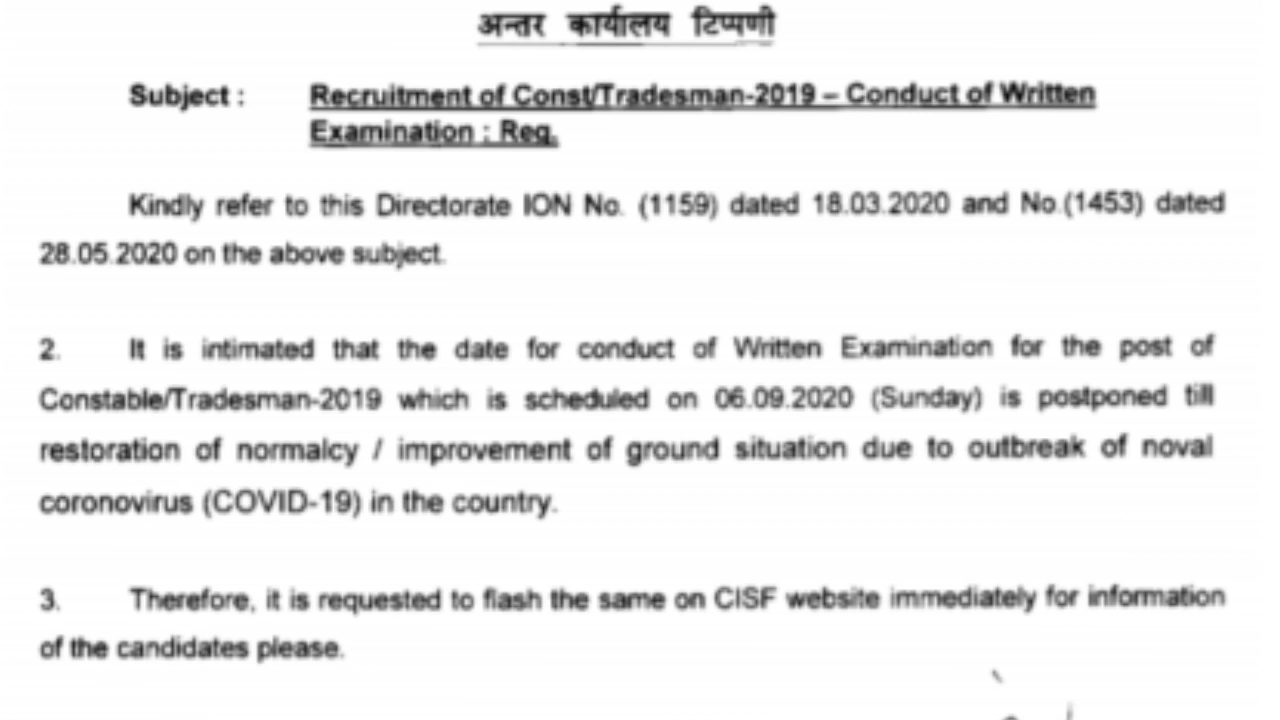 अन्तर कार्यालय टिप्पणी
Subject : Recruitment of Const/Tradesman-2019 – Conduct of Written
Examination : Reg.
Kindly refer to this Directorate ION No. (1159) dated 18.03.2020 and No.(1453) dated
28.05.2020 on the above subject.
2. It is intimated that the date for conduct of Written Examination for the post of
Constable/Tradesman-2019 which is scheduled on 06.09.2020 (Sunday) is postponed till
restoration of normalcy / improvement of ground situation due to outbreak of noval
coronovirus (COVID-19) in the country.
3. Therefore, it is requested to flash the same on CISF website immediately for information
of the candidates please.